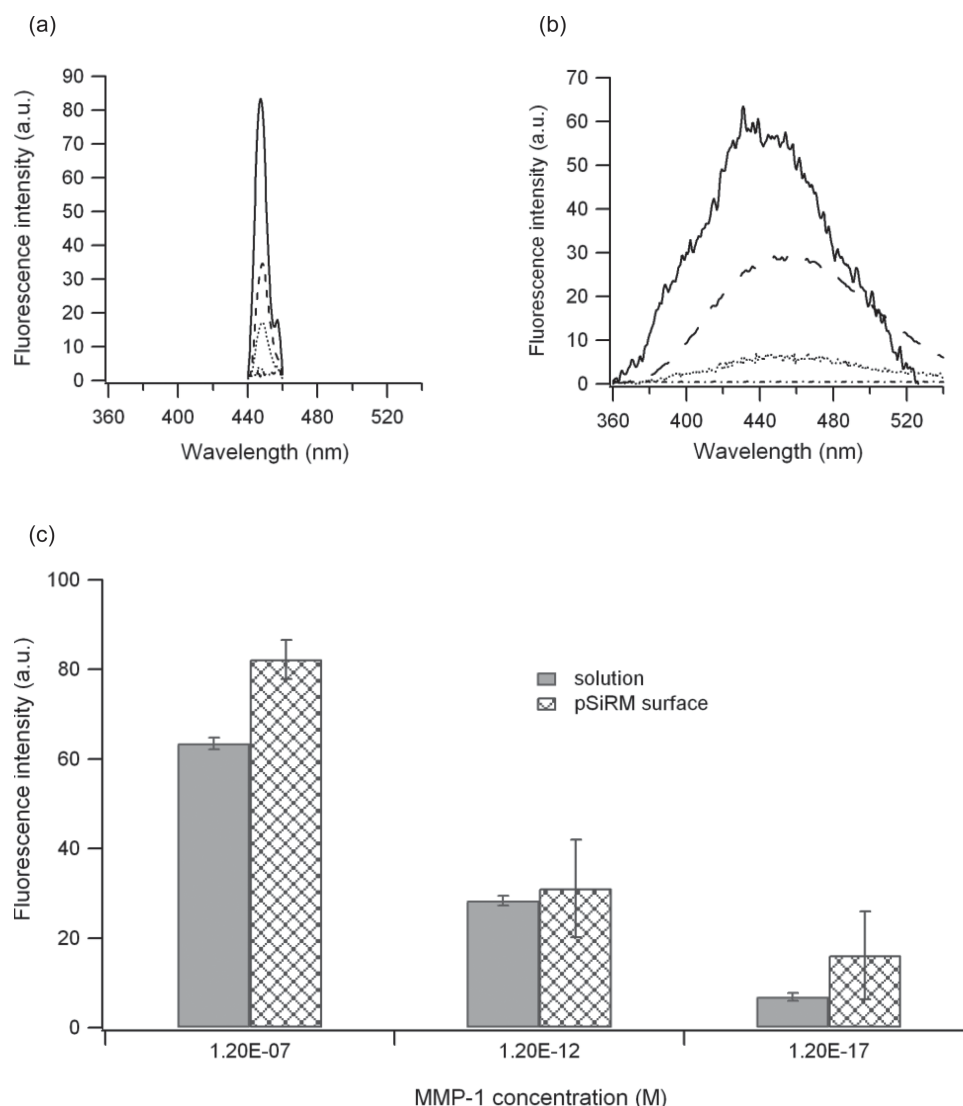 (a)
90
80
70
60
50
40
30
20
10
0
Fluorescence intensity (a.u.)
360 400 440 480 520
Wavelength (nm)
(b)
70
60
50
40
30
20
10
0
Fluorescence intensity (a.u.)
360 400 440 480 520
Wavelength (nm)
(c)
100
80
60
40
20
0
Fluorescence intensity (a.u.)
solution
pSiRM surface
1.20E-07 1.20E-12 1.20E-17
MMP-1 concentration (M)